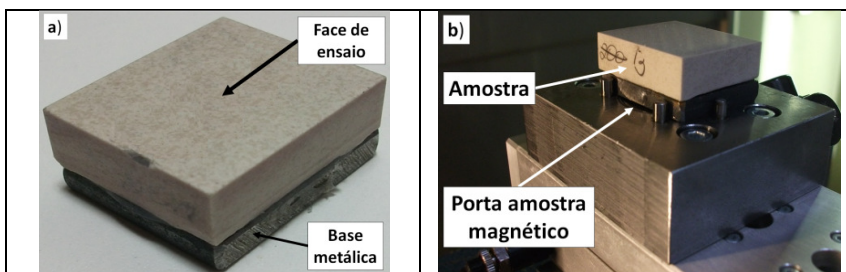 a)
Face de
ensaio
Base
metálica
b)
Amostra
Porta amostra
magnético